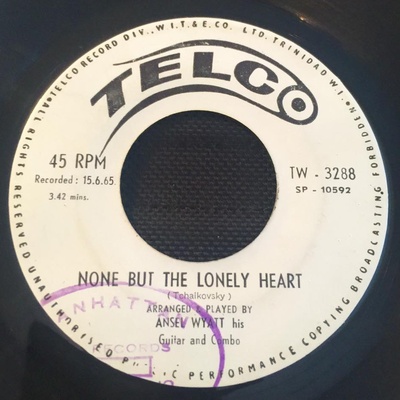 TELCO RECORD DIV., W.I.T. & E. CO. LTD. TRINIDAD W.I.
TELCO
45 RPM
Recorded : 15.6.65.
3.42 mins.
TW - 3288
SP - 10592
NONE BUT THE LONELY HEART
( Tchaikovsky )
ARRANGED & PLAYED BY
ANSEL WYATT his
Guitar and Combo
NHATT
RECORDS
ALL RIGHTS RESERVED UNAUTHORISED PERFORMANCE COPYING BROADCASTING FORBIDDEN